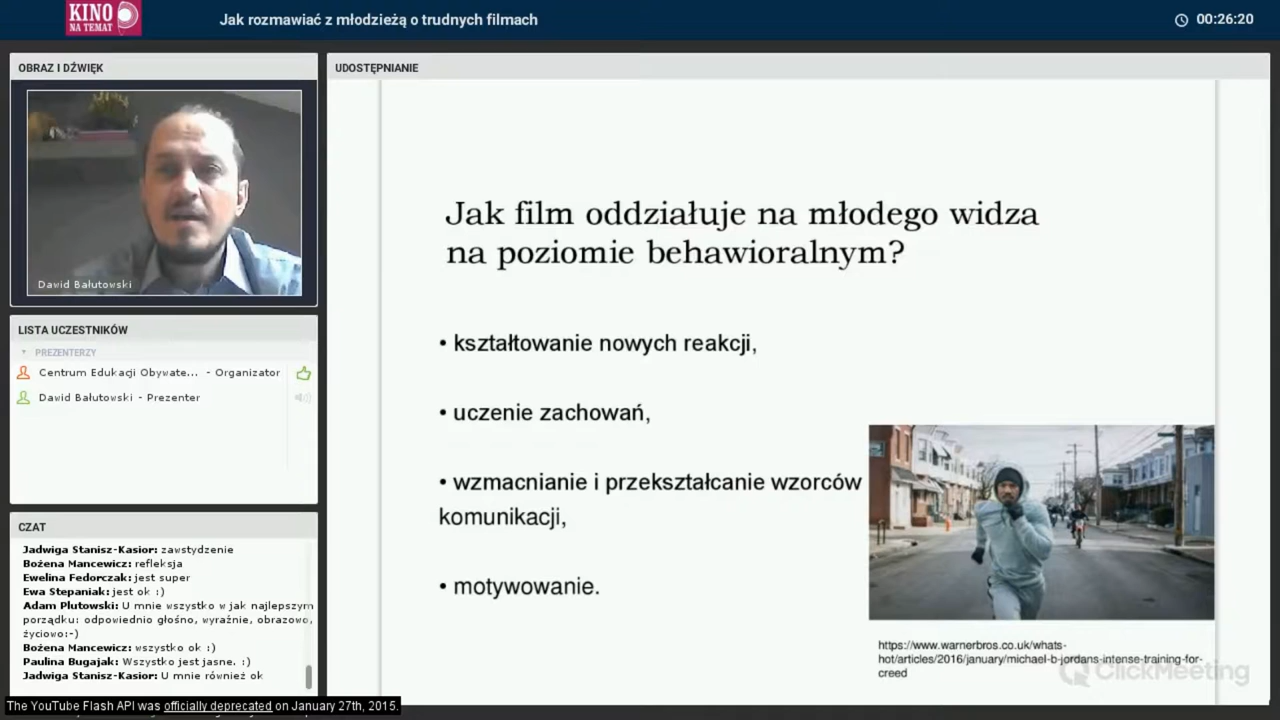 KINO
NA TEMAT
Jak rozmawiać z młodzieżą o trudnych filmach
00:26:20
OBRAZ I DŹWIĘK
Dawid Bałutowski
LISTA UCZESTNIKÓW
PREZENTERZY
Centrum Edukacji Obywate... - Organizator
Dawid Bałutowski - Prezenter
CZAT
Jadwiga Stanisz-Kasior: zawstydzenie
Bożena Mancewicz: refleksja
Ewelina Fedorczak: jest super
Ewa Stepaniak: jest ok :)
Adam Plutowski: U mnie wszystko w jak najlepszym
porządku: odpowiednio głośno, wyraźnie, obrazowo,
życiowo:-)
Bożena Mancewicz: wszystko ok :)
Paulina Bugajak: Wszystko jest jasne. :)
Jadwiga Stanisz-Kasior: U mnie również ok
The YouTube Flash API was officially deprecated on January 27th, 2015.
UDOSTĘPNIANIE
Jak film oddziałuje na młodego widza
na poziomie behawioralnym?
• kształtowanie nowych reakcji,
• uczenie zachowań,
• wzmacnianie i przekształcanie wzorców
komunikacji,
• motywowanie.
https://www.warnerbros.co.uk/whats-
hot/articles/2016/january/michael-b-jordans-intense-training-for-
creed
ClickMeeting